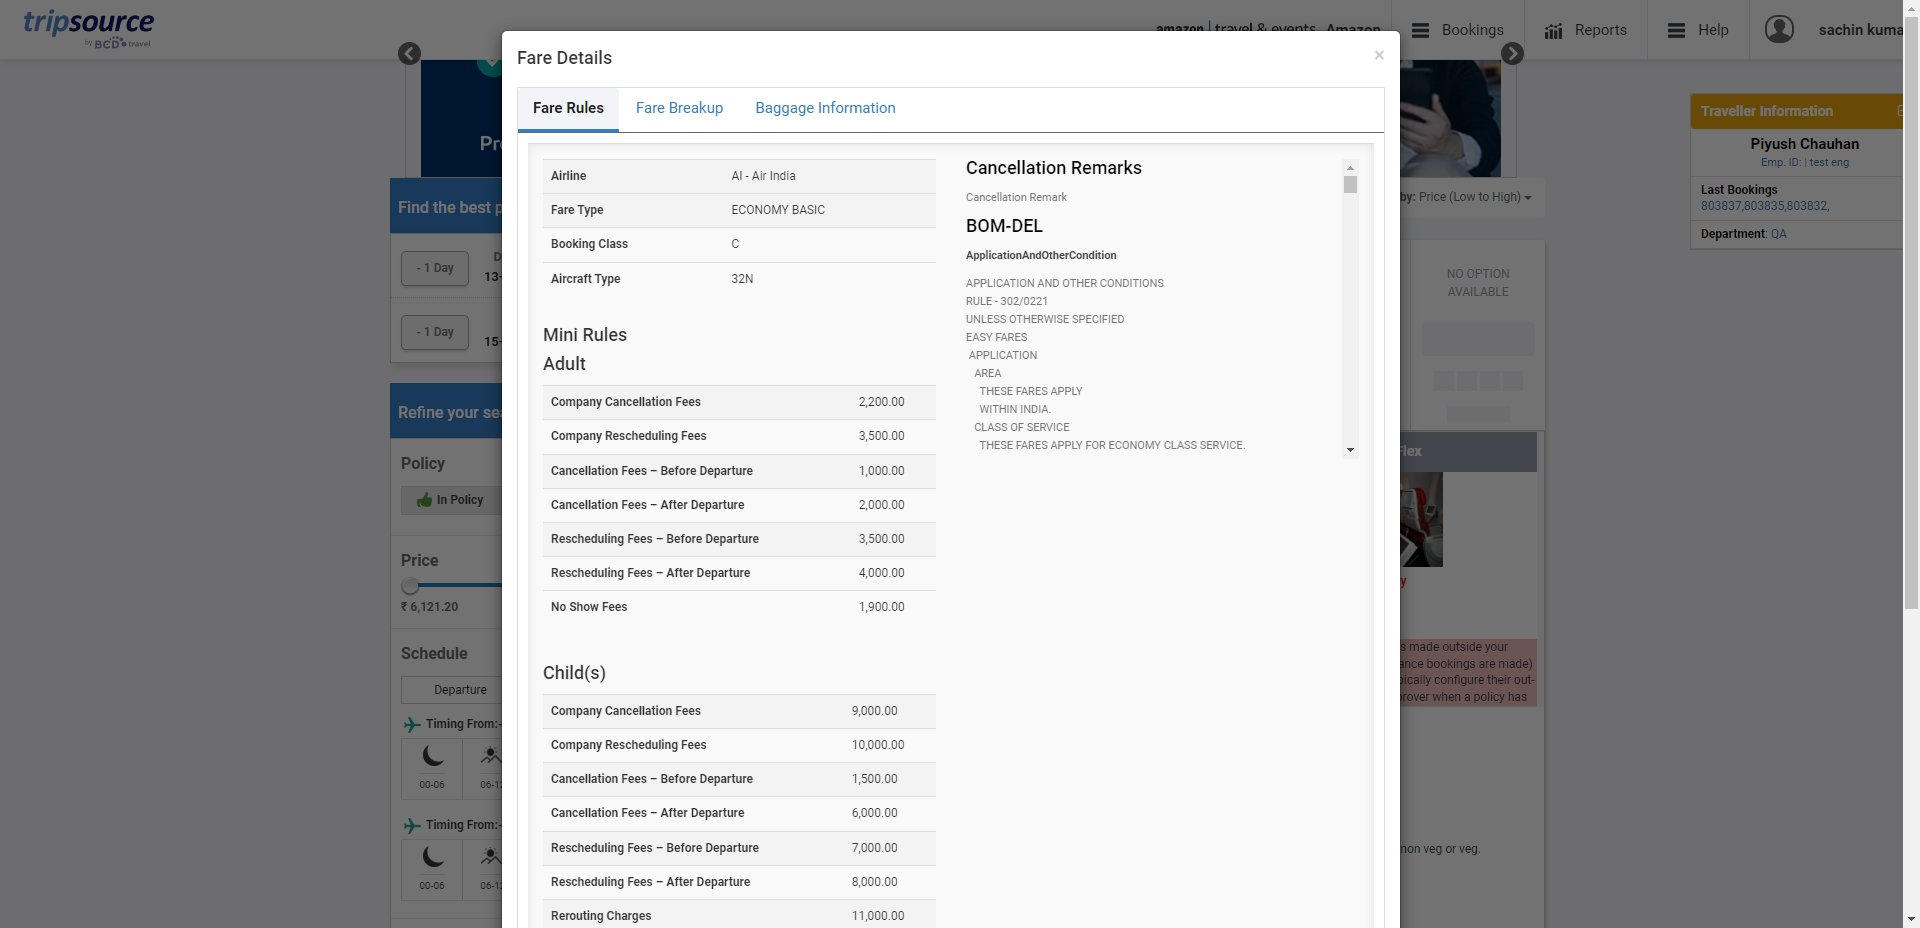 tripsource
by BCD travel
amazon | travel & events Amazon
Bookings
Reports
Help
sachin kuma
Fare Details
×
Fare Rules
Fare Breakup
Baggage Information
Airline AI - Air India
Fare Type ECONOMY BASIC
Booking Class C
Aircraft Type 32N
Mini Rules
Adult
Company Cancellation Fees 2,200.00
Company Rescheduling Fees 3,500.00
Cancellation Fees – Before Departure 1,000.00
Cancellation Fees – After Departure 2,000.00
Rescheduling Fees – Before Departure 3,500.00
Rescheduling Fees – After Departure 4,000.00
No Show Fees 1,900.00
Child(s)
Company Cancellation Fees 9,000.00
Company Rescheduling Fees 10,000.00
Cancellation Fees – Before Departure 1,500.00
Cancellation Fees – After Departure 6,000.00
Rescheduling Fees – Before Departure 7,000.00
Rescheduling Fees – After Departure 8,000.00
Rerouting Charges 11,000.00
Cancellation Remarks
Cancellation Remark
BOM-DEL
ApplicationAndOtherCondition
APPLICATION AND OTHER CONDITIONS
RULE - 302/0221
UNLESS OTHERWISE SPECIFIED
EASY FARES
APPLICATION
AREA
THESE FARES APPLY
WITHIN INDIA.
CLASS OF SERVICE
THESE FARES APPLY FOR ECONOMY CLASS SERVICE.
Pr
Find the best p
- 1 Day
D
13-
- 1 Day
15-
Refine your sea
Policy
In Policy
Price
₹ 6,121.20
Schedule
Departure
Timing From:-
00-06 06-12
Timing From:-
00-06 06-12
by: Price (Low to High)
NO OPTION
AVAILABLE
Flex
y
s made outside your
ance bookings are made)
pically configure their out-
prover when a policy has
non veg or veg.
Traveller Information
Piyush Chauhan
Emp. ID: | test eng
Last Bookings
803837,803835,803832,
Department: QA